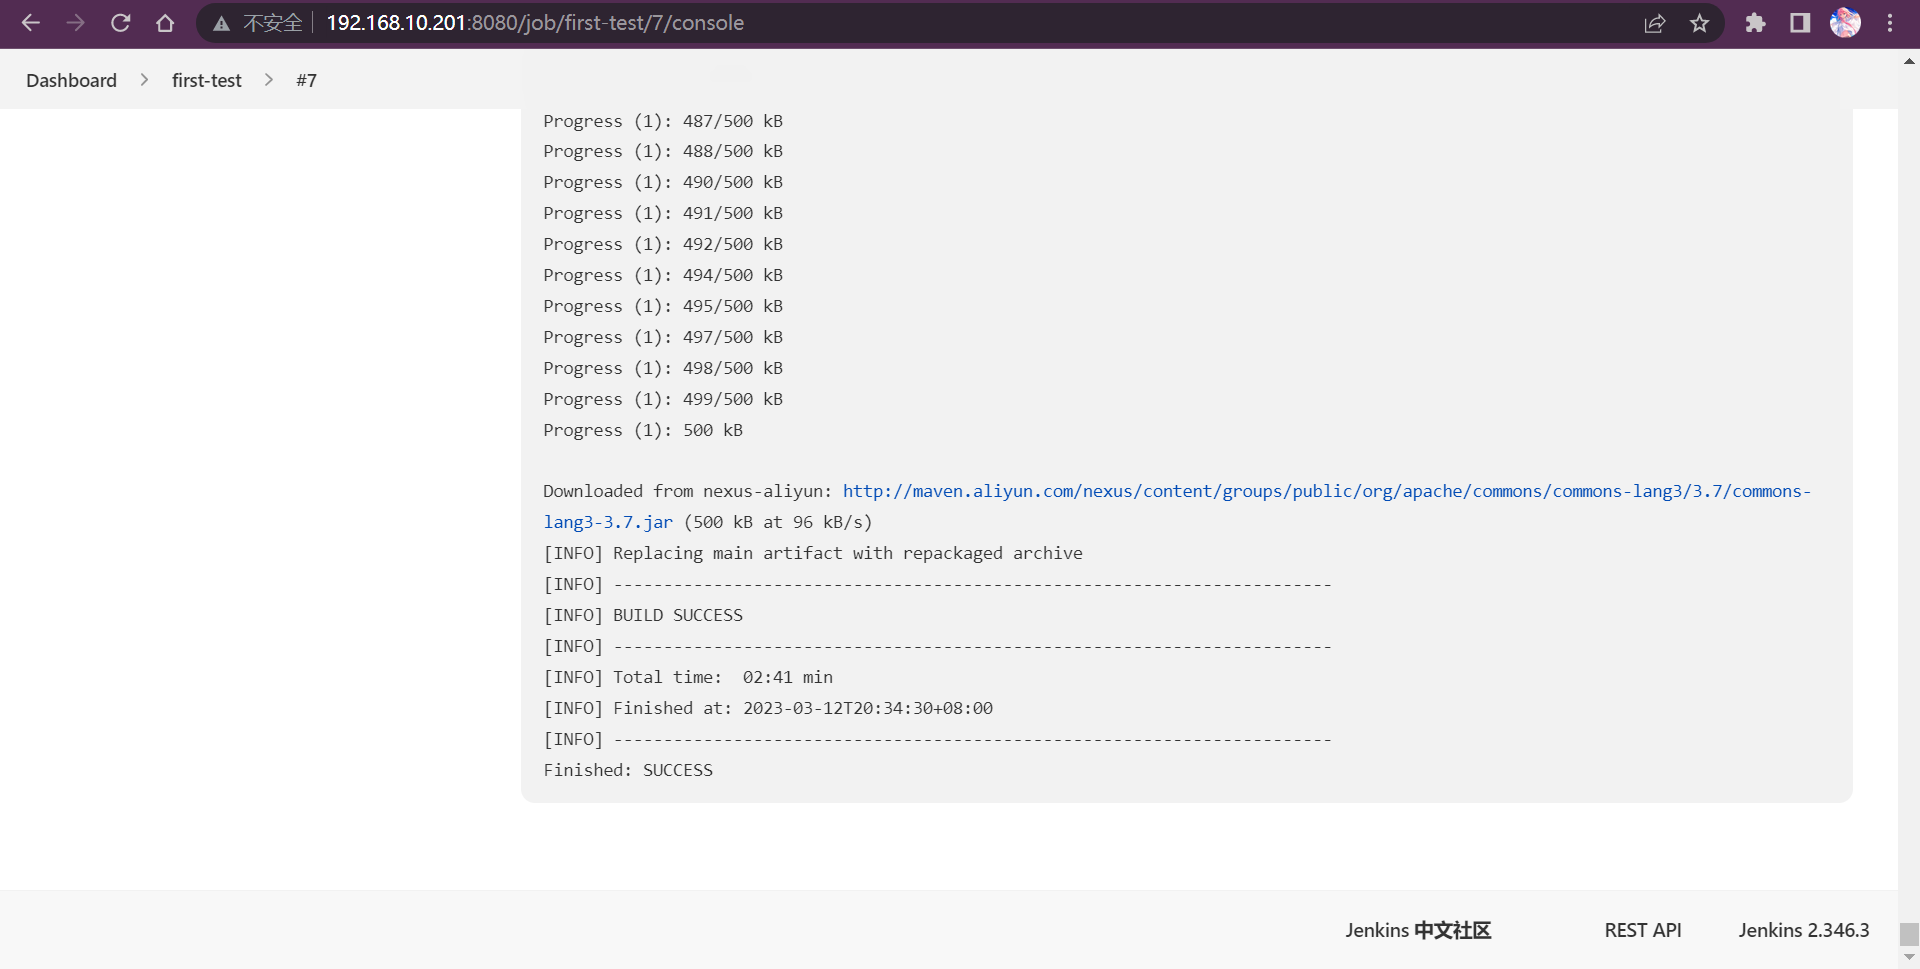 不安全 192.168.10.201:8080/job/first-test/7/console
Dashboard first-test #7
Progress (1): 487/500 kB
Progress (1): 488/500 kB
Progress (1): 490/500 kB
Progress (1): 491/500 kB
Progress (1): 492/500 kB
Progress (1): 494/500 kB
Progress (1): 495/500 kB
Progress (1): 497/500 kB
Progress (1): 498/500 kB
Progress (1): 499/500 kB
Progress (1): 500 kB
Downloaded from nexus-aliyun: http://maven.aliyun.com/nexus/content/groups/public/org/apache/commons/commons-lang3/3.7/commons-
lang3-3.7.jar (500 kB at 96 kB/s)
[INFO] Replacing main artifact with repackaged archive
[INFO] ------------------------------------------------------------------------
[INFO] BUILD SUCCESS
[INFO] ------------------------------------------------------------------------
[INFO] Total time:  02:41 min
[INFO] Finished at: 2023-03-12T20:34:30+08:00
[INFO] ------------------------------------------------------------------------
Finished: SUCCESS
Jenkins 中文社区 REST API Jenkins 2.346.3